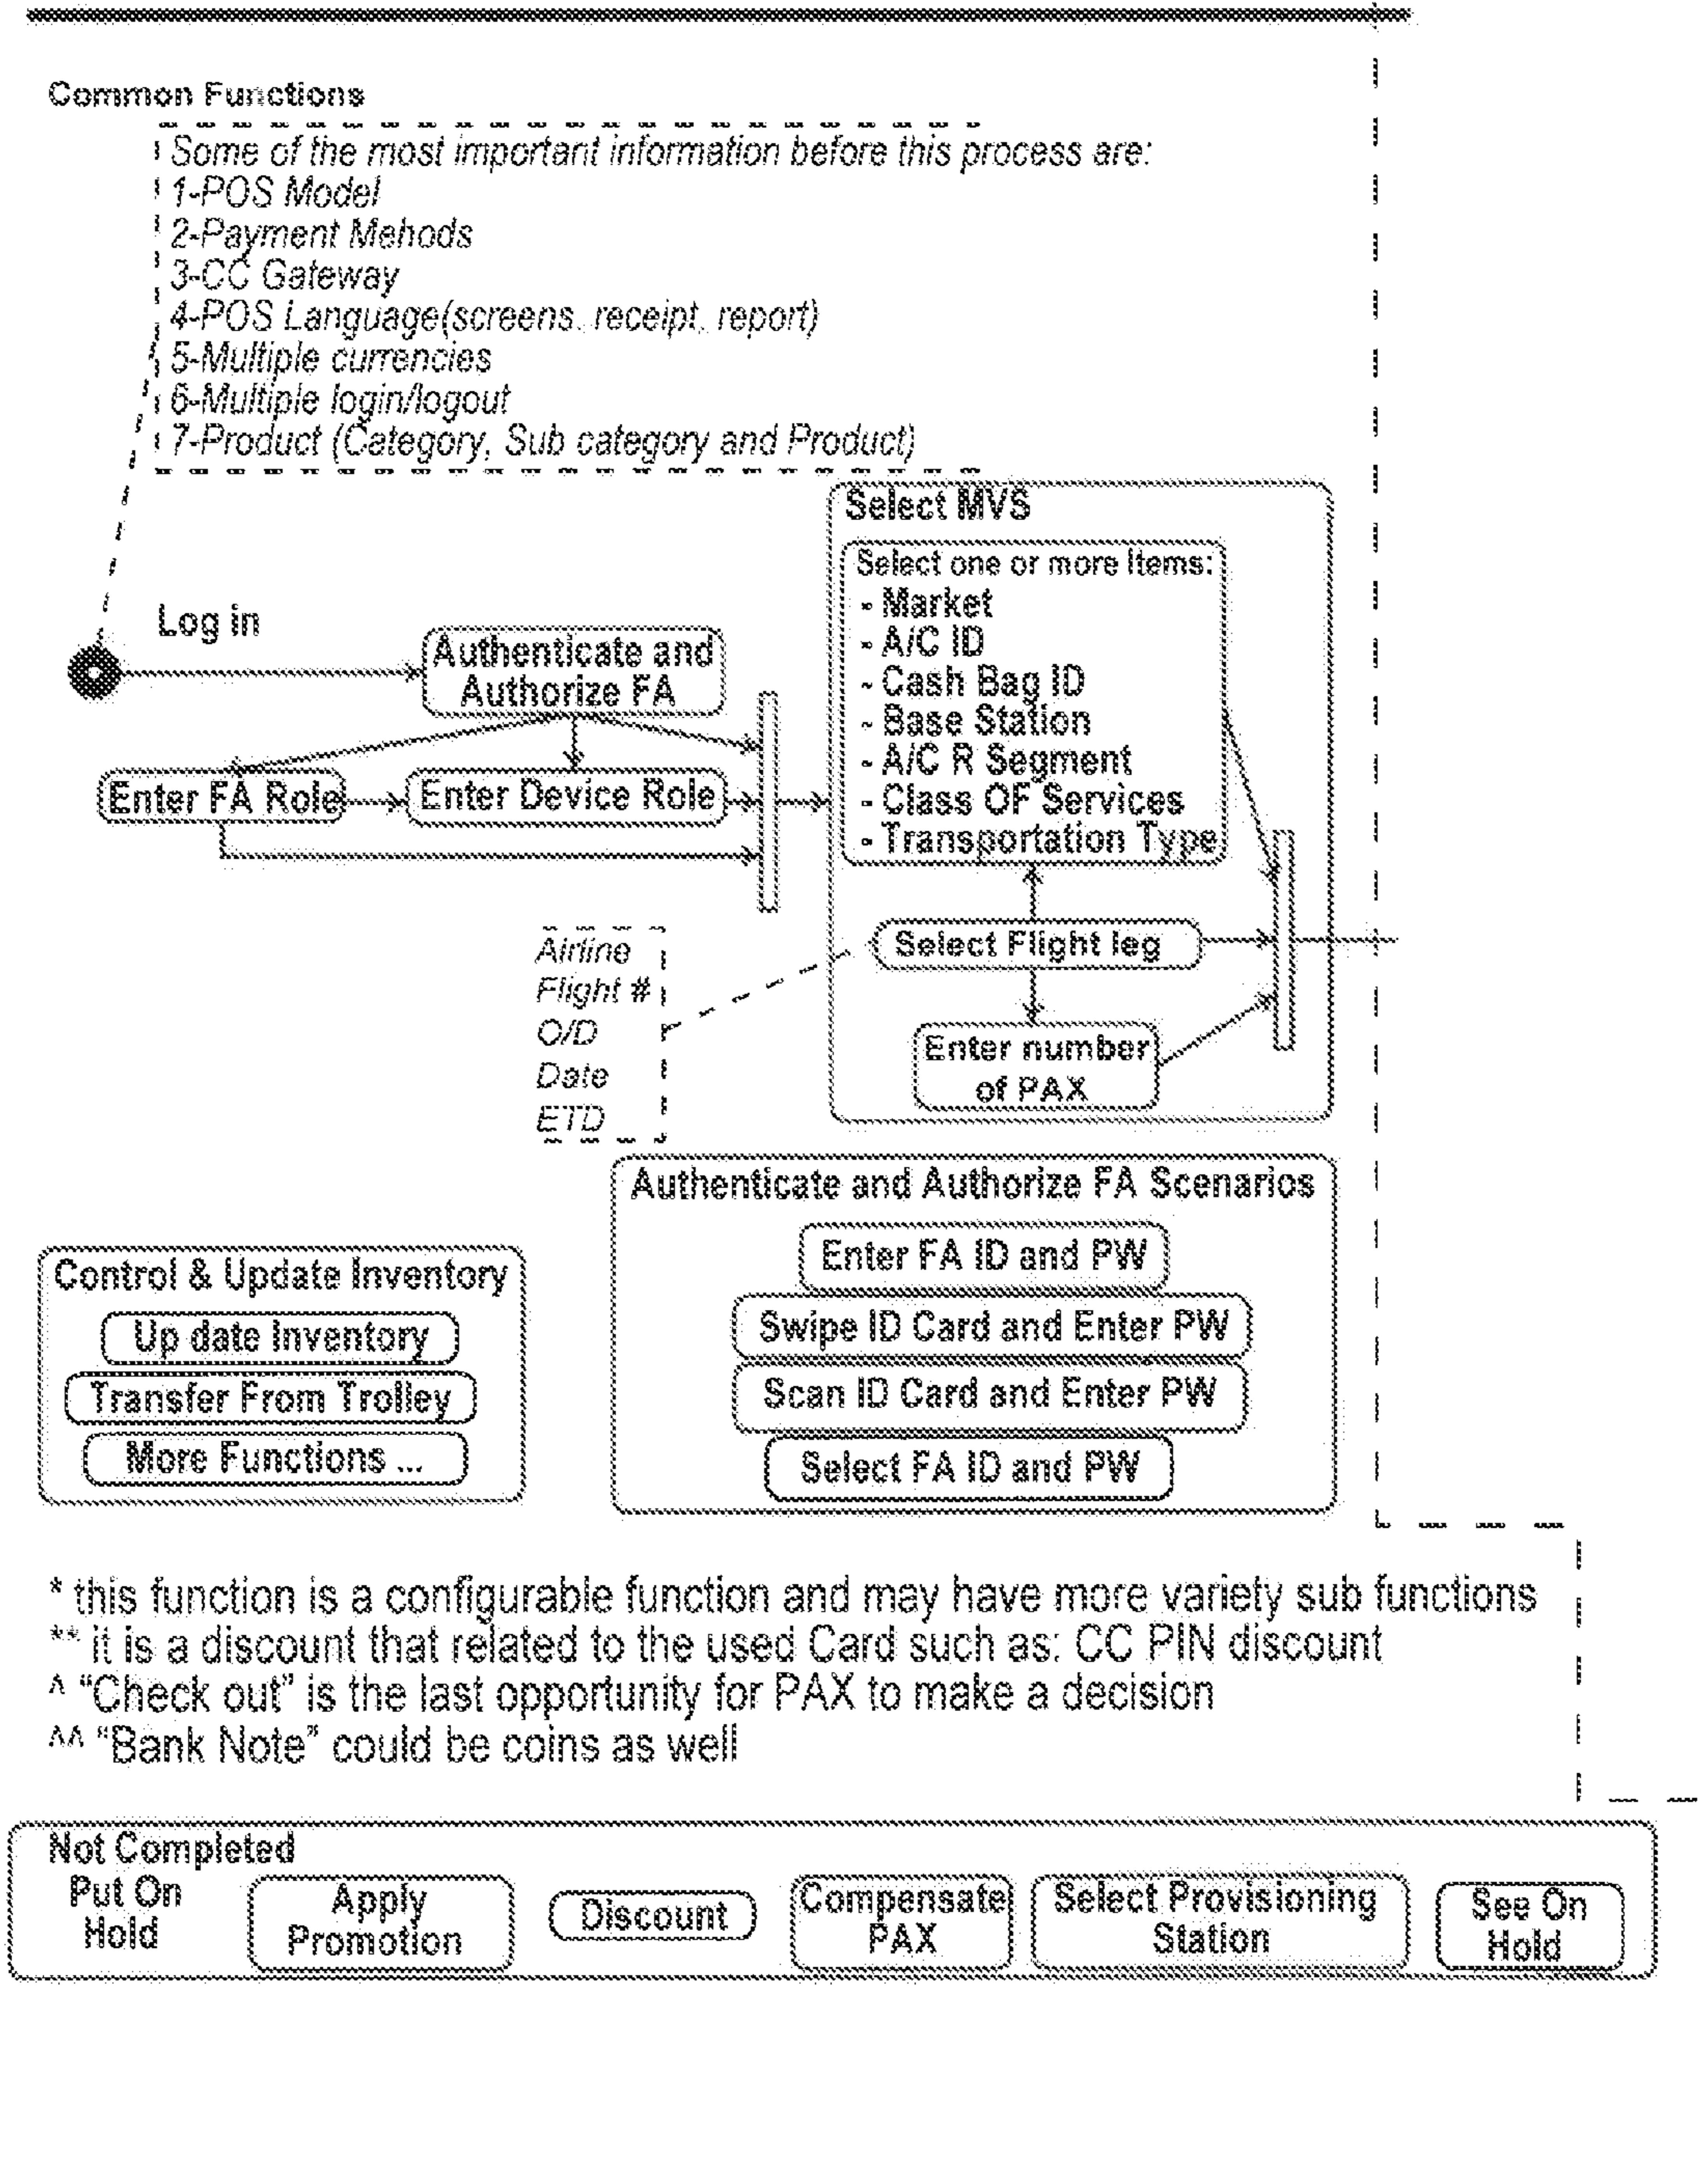 Common Functions
Some of the most important information before this process are:
1-POS Model
2-Payment Mehods
3-CC Gateway
4-POS Language(screens, receipt, report)
5-Multiple currencies
6-Multiple login/logout
7-Product (Category, Sub category and Product)
Select MVS
Select one or more Items:
- Market
- A/C ID
- Cash Bag ID
- Base Station
- A/C R Segment
- Class OF Services
- Transportation Type
Log in
Authenticate and
Authorize FA
Enter FA Role
Enter Device Role
Airline
Flight #
O/D
Date
ETD
Select Flight leg
Enter number
of PAX
Authenticate and Authorize FA Scenarios
Enter FA ID and PW
Swipe ID Card and Enter PW
Scan ID Card and Enter PW
Select FA ID and PW
Control & Update Inventory
Up date Inventory
Transfer From Trolley
More Functions ...
* this function is a configurable function and may have more variety sub functions
** it is a discount that related to the used Card such as: CC PIN discount
^ “Check out” is the last opportunity for PAX to make a decision
^^ “Bank Note” could be coins as well
Not Completed
Put On
Hold
Apply
Promotion
Discount
Compensate
PAX
Select Provisioning
Station
See On
Hold